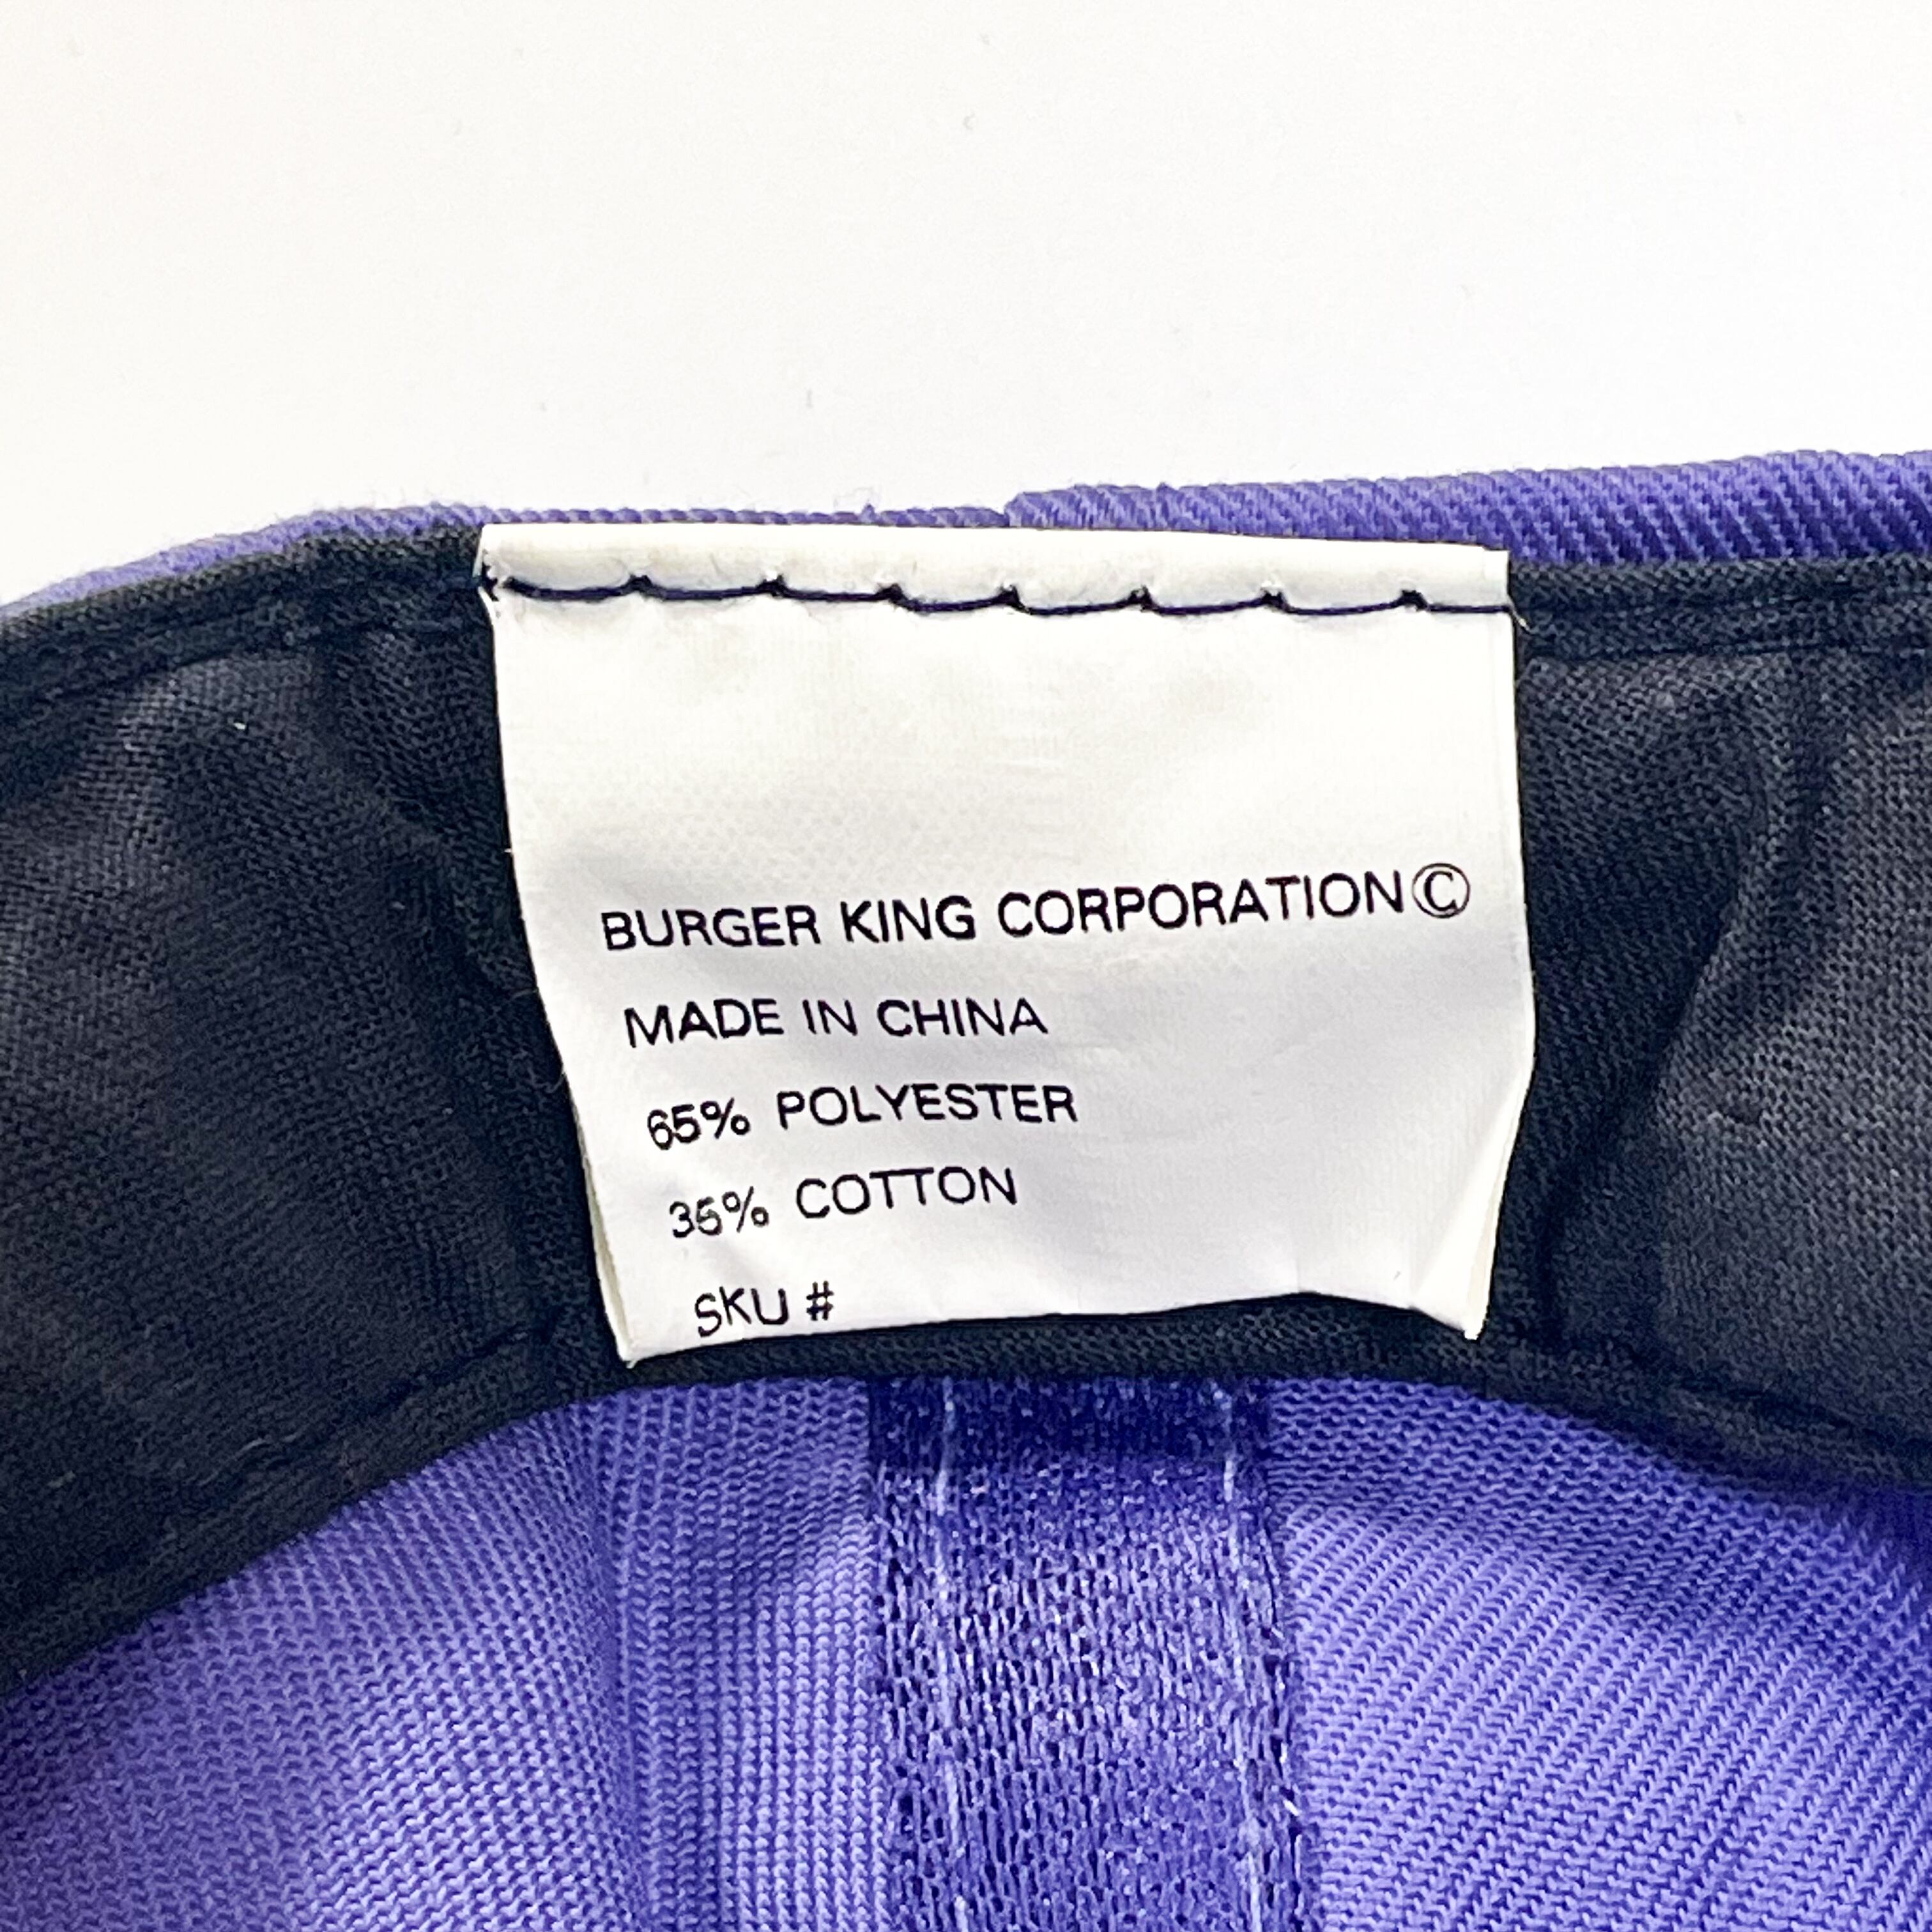 BURGER KING CORPORATION©
MADE IN CHINA
65% POLYESTER
35% COTTON
SKU #